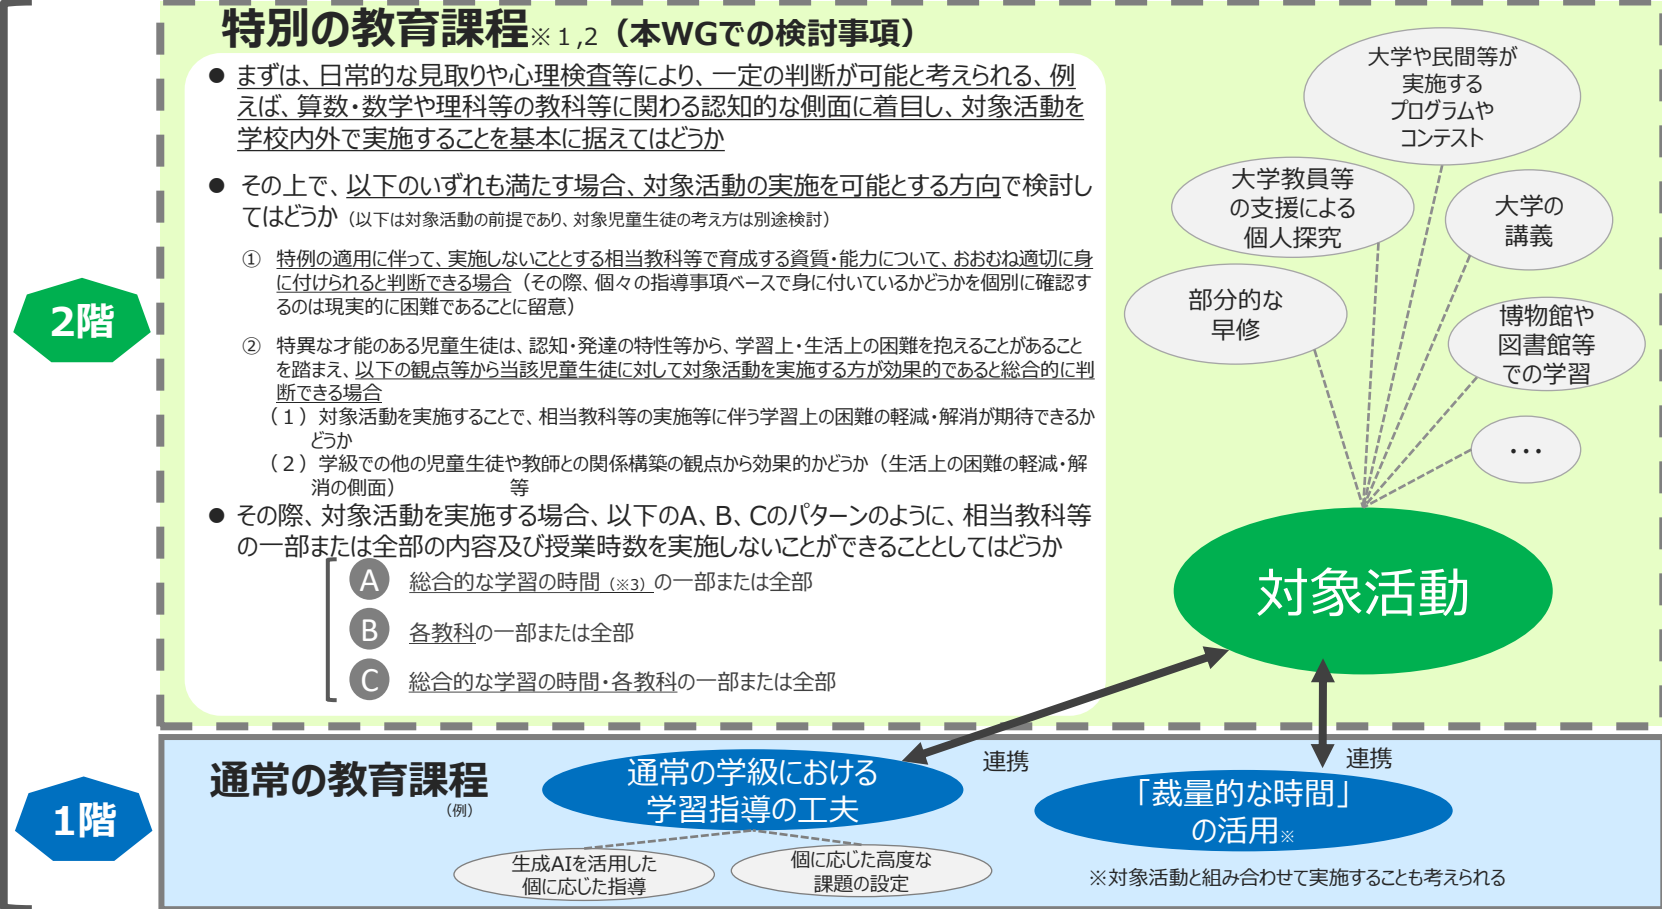 特別の教育課程※１,２（本WGでの検討事項）
● まずは、日常的な見取りや心理検査等により、一定の判断が可能と考えられる、例
えば、算数・数学や理科等の教科等に関わる認知的な側面に着目し、対象活動を
学校内外で実施することを基本に据えてはどうか
● その上で、以下のいずれも満たす場合、対象活動の実施を可能とする方向で検討し
てはどうか（以下は対象活動の前提であり、対象児童生徒の考え方は別途検討）
① 特例の適用に伴って、実施しないこととする相当教科等で育成する資質・能力について、おおむね適切に身
に付けられると判断できる場合（その際、個々の指導事項ベースで身に付いているかどうかを個別に確認す
るのは現実的に困難であることに留意）
② 特異な才能のある児童生徒は、認知・発達の特性等から、学習上・生活上の困難を抱えることがあること
を踏まえ、以下の観点等から当該児童生徒に対して対象活動を実施する方が効果的であると総合的に判
断できる場合
（１）対象活動を実施することで、相当教科等の実施等に伴う学習上の困難の軽減・解消が期待できるか
どうか
（２）学級での他の児童生徒や教師との関係構築の観点から効果的かどうか（生活上の困難の軽減・解
消の側面） 等
● その際、対象活動を実施する場合、以下のA、B、Cのパターンのように、相当教科等
の一部または全部の内容及び授業時数を実施しないことができることとしてはどうか
A 総合的な学習の時間（※3）の一部または全部
B 各教科の一部または全部
C 総合的な学習の時間・各教科の一部または全部
2階
大学や民間等が
実施する
プログラムや
コンテスト
大学教員等
の支援による
個人探究
大学の
講義
部分的な
早修
博物館や
図書館等
での学習
…
対象活動
連携
連携
1階
通常の教育課程
（例）
通常の学級における
学習指導の工夫
生成AIを活用した
個に応じた指導
個に応じた高度な
課題の設定
「裁量的な時間」
の活用※
※対象活動と組み合わせて実施することも考えられる